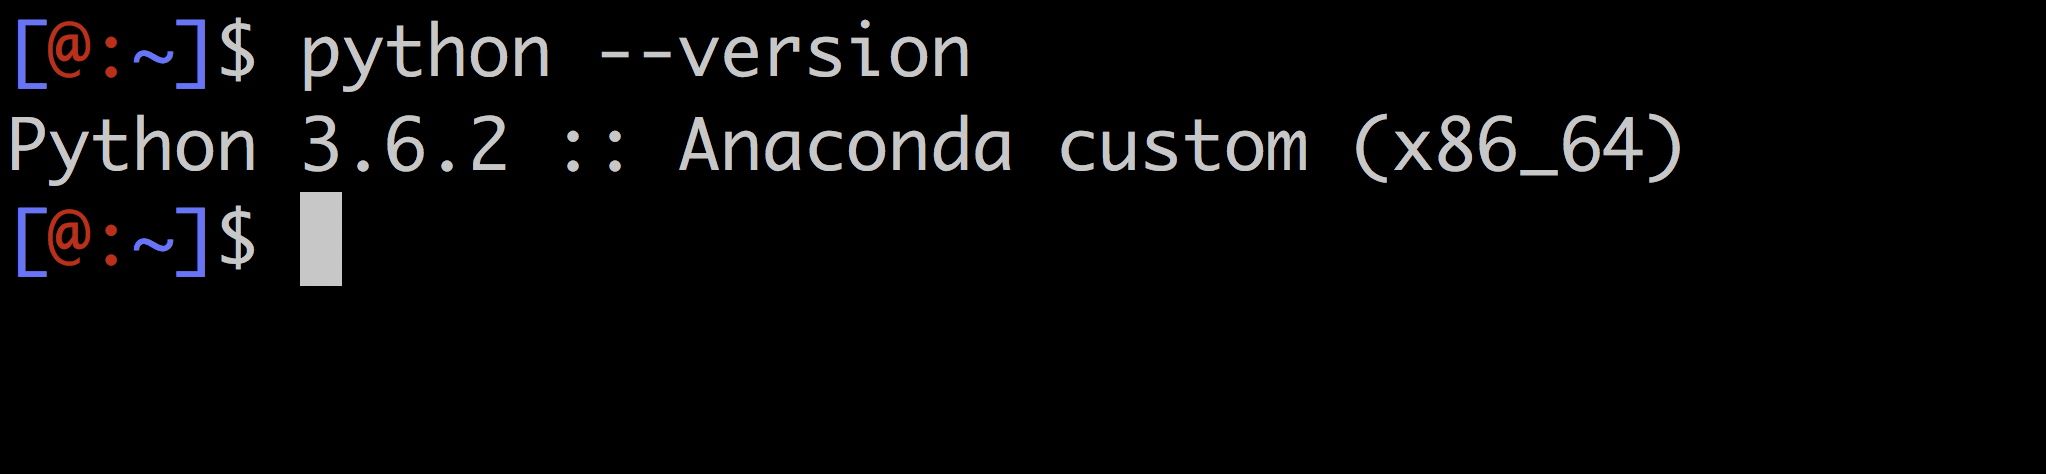 [@:~]$ python --version
Python 3.6.2 :: Anaconda custom (x86_64)
[@:~]$